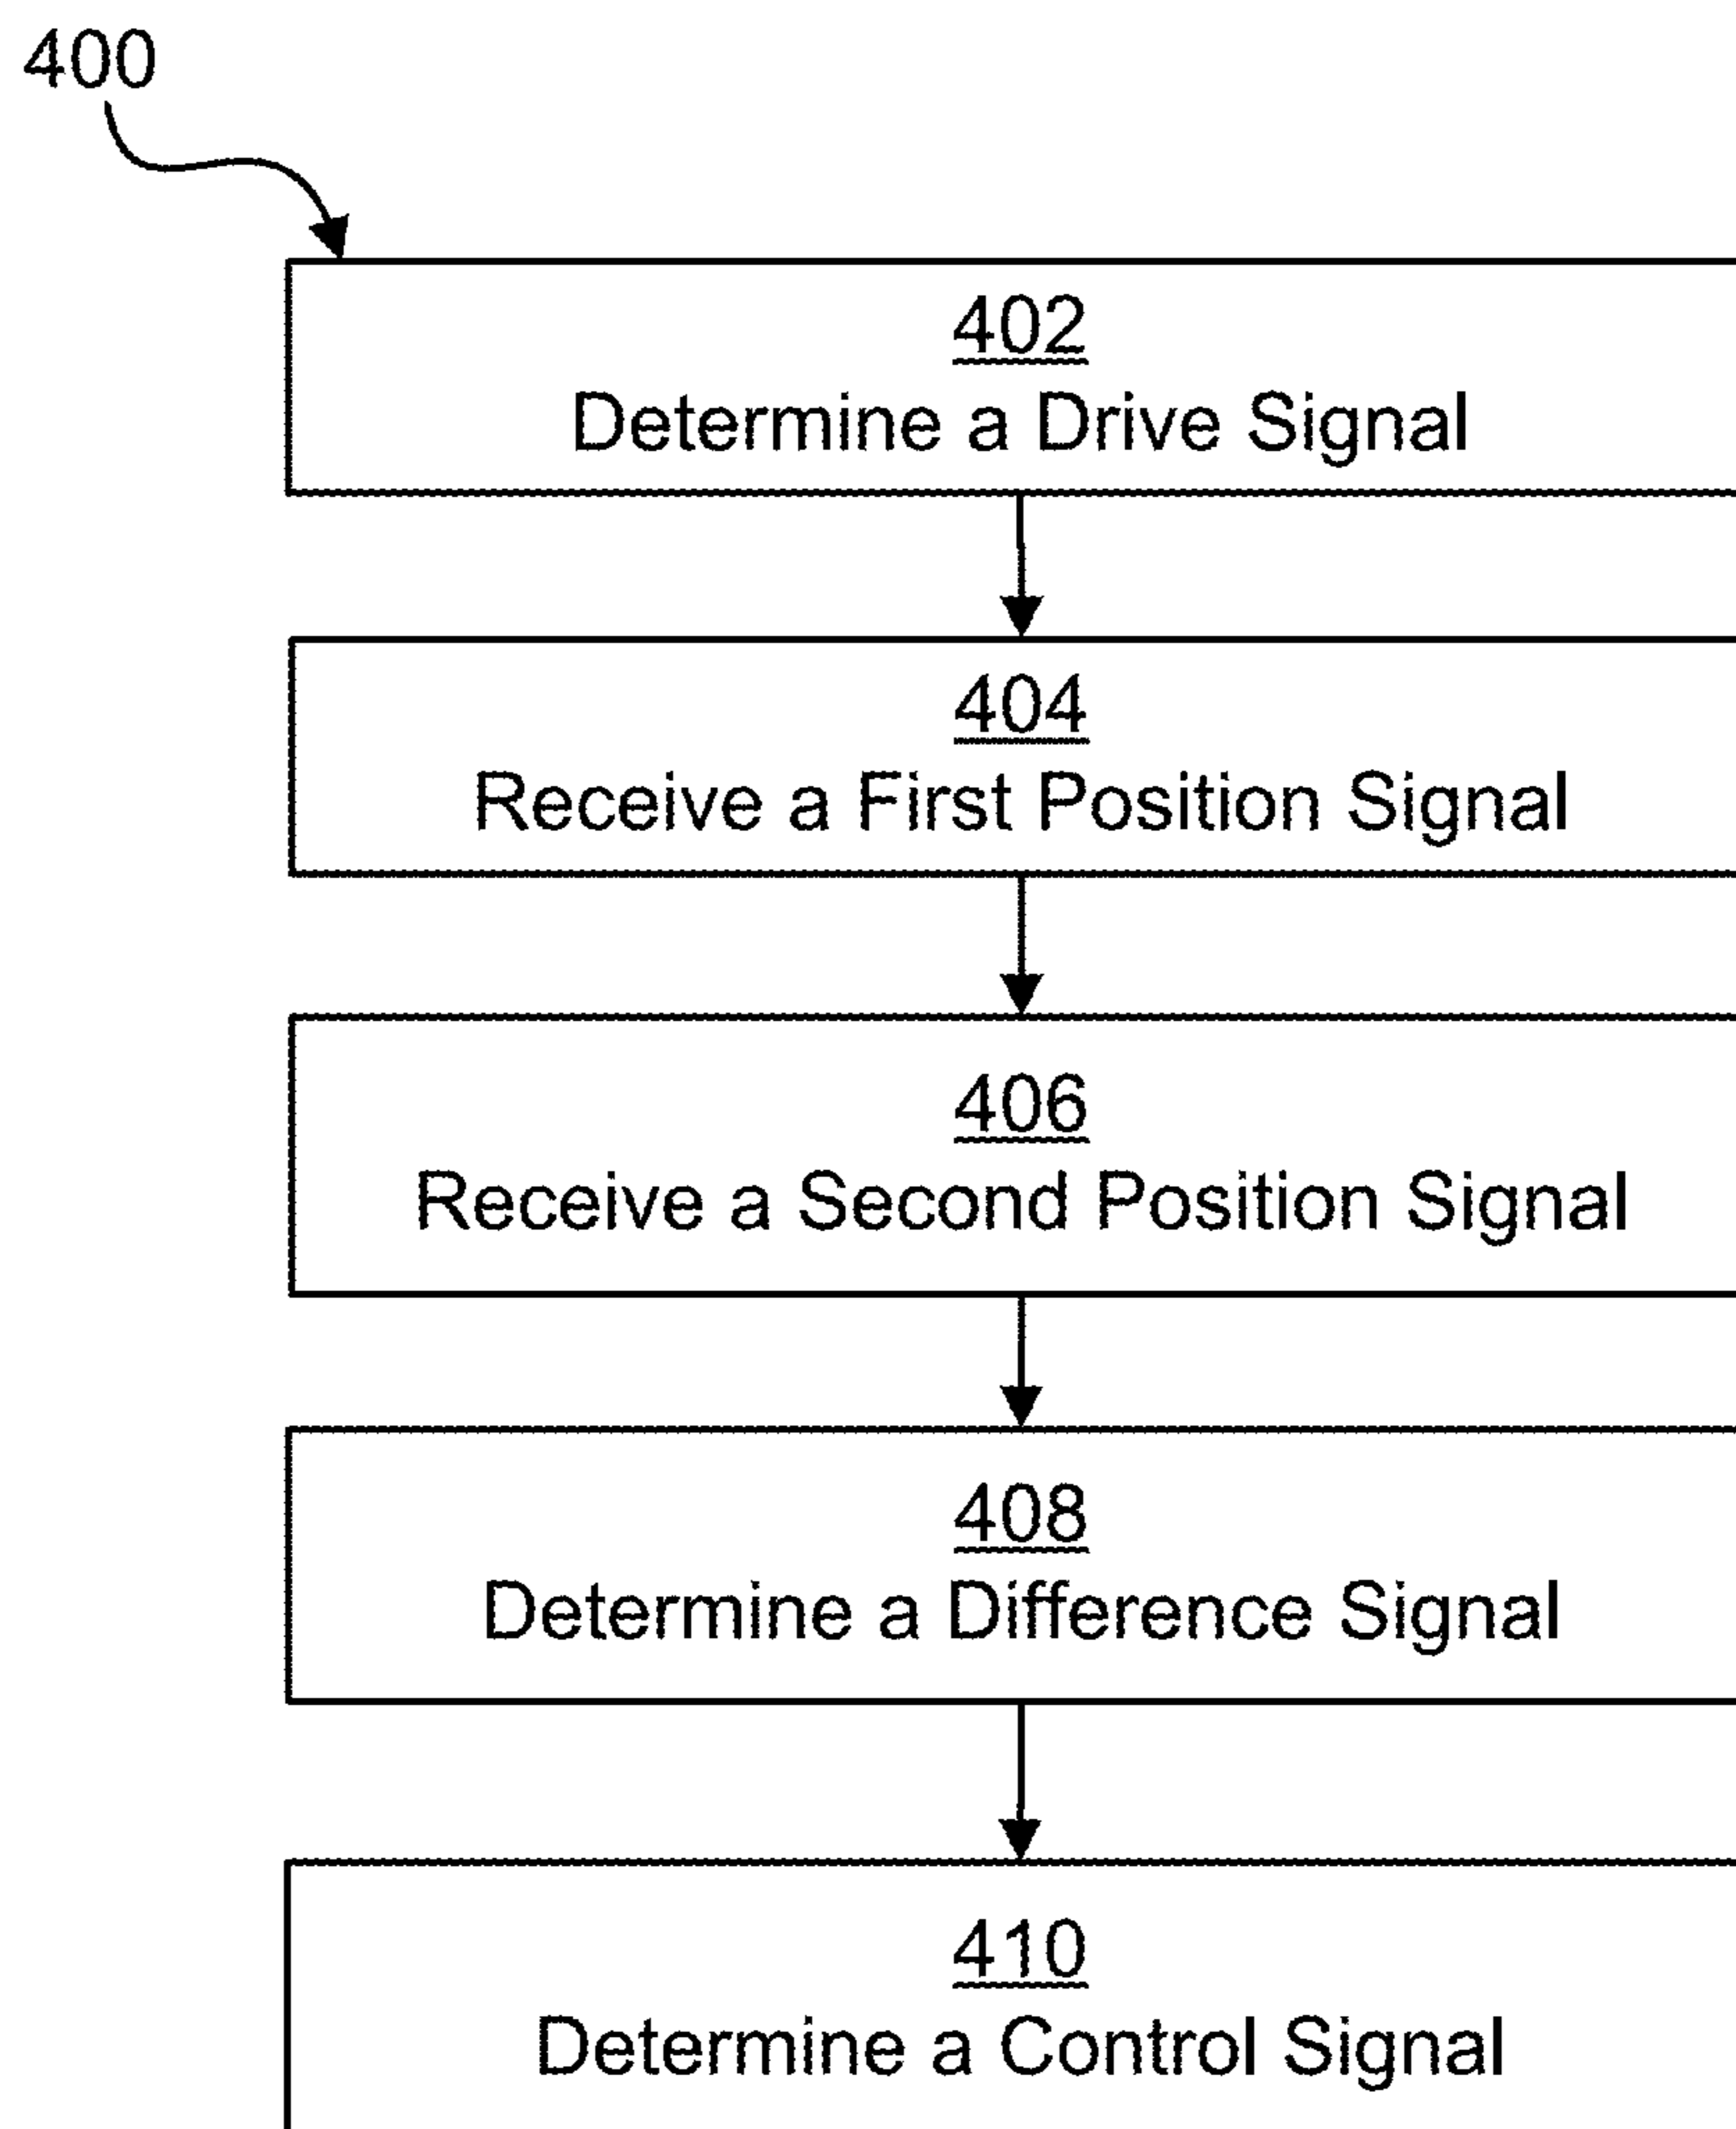 400
402
Determine a Drive Signal
404
Receive a First Position Signal
406
Receive a Second Position Signal
408
Determine a Difference Signal
410
Determine a Control Signal